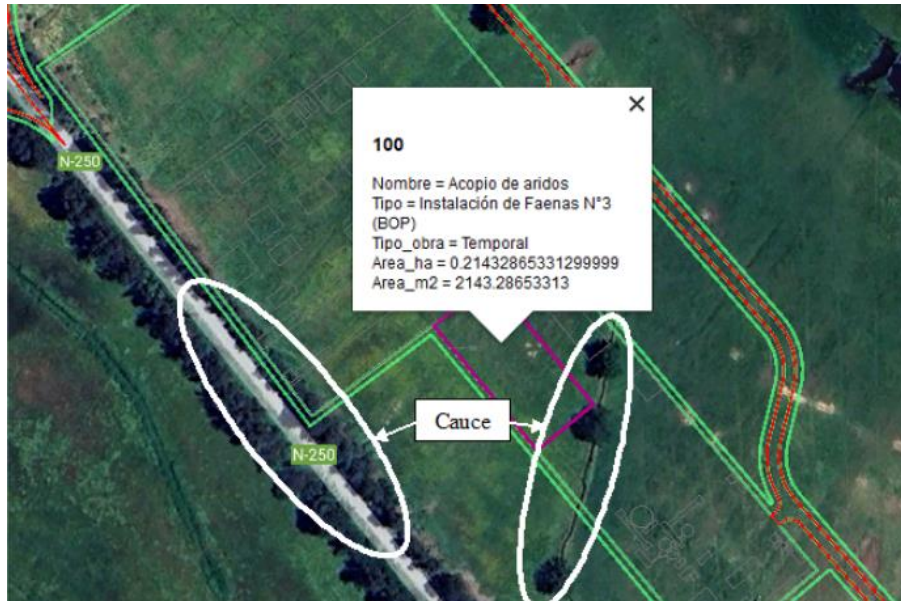 100
Nombre = Acopio de aridos
Tipo = Instalación de Faenas N°3
(BOP)
Tipo_obra = Temporal
Area_ha = 0.21432865331299999
Area_m2 = 2143.28653313
N-250
Cauce
N-250